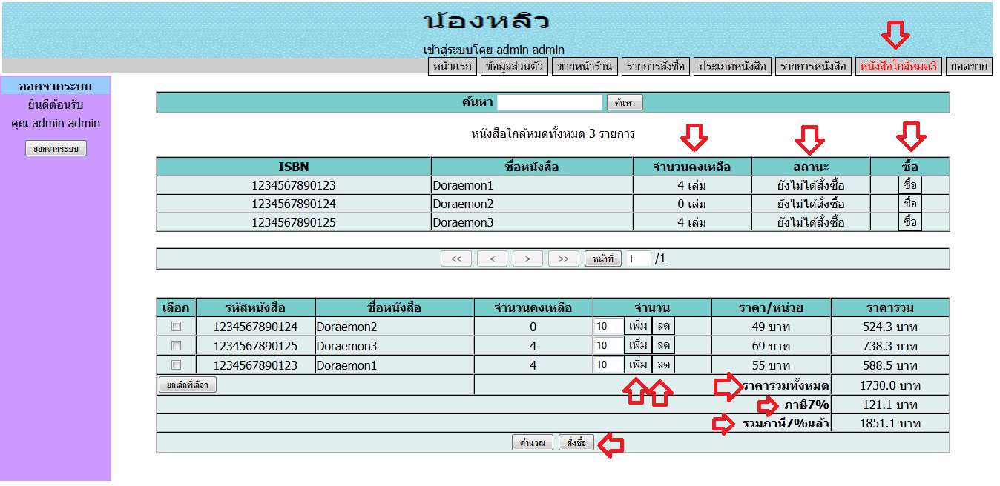 น้องหลิว
เข้าสู่ระบบโดย admin admin
หน้าแรก ข้อมูลส่วนตัว ขายหน้าร้าน รายการสั่งซื้อ ประเภทหนังสือ รายการหนังสือ หนังสือใกล้หมด3 ยอดขาย
ออกจากระบบ
ยินดีต้อนรับ
คุณ admin admin
ออกจากระบบ
ค้นหา ค้นหา
หนังสือใกล้หมดทั้งหมด 3 รายการ
ISBN ชื่อหนังสือ จำนวนคงเหลือ สถานะ ซื้อ
1234567890123 Doraemon1 4 เล่ม ยังไม่ได้สั่งซื้อ ซื้อ
1234567890124 Doraemon2 0 เล่ม ยังไม่ได้สั่งซื้อ ซื้อ
1234567890125 Doraemon3 4 เล่ม ยังไม่ได้สั่งซื้อ ซื้อ
<< < > >> หน้าที่ 1 /1
เลือก รหัสหนังสือ ชื่อหนังสือ จำนวนคงเหลือ จำนวน ราคา/หน่วย ราคารวม
1234567890124 Doraemon2 0 10 เพิ่ม ลด 49 บาท 524.3 บาท
1234567890125 Doraemon3 4 10 เพิ่ม ลด 69 บาท 738.3 บาท
1234567890123 Doraemon1 4 10 เพิ่ม ลด 55 บาท 588.5 บาท
ยกเลิกที่เลือก ราคารวมทั้งหมด 1730.0 บาท
ภาษี7% 121.1 บาท
รวมภาษี7%แล้ว 1851.1 บาท
คำนวณ สั่งซื้อ